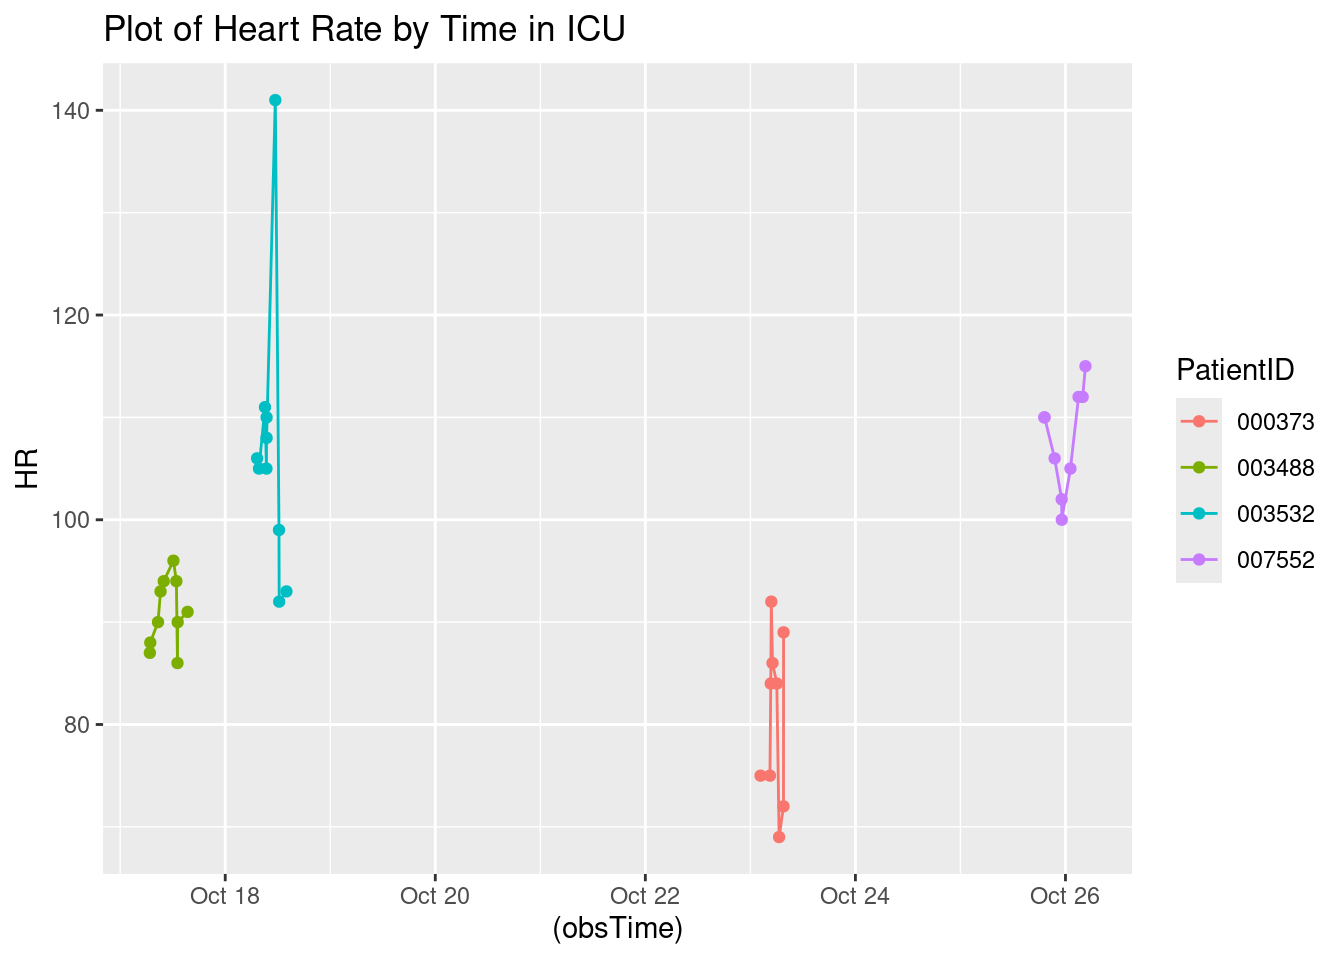 Plot of Heart Rate by Time in ICU
140
120
100
80
HR
Oct 18
Oct 20
Oct 22
Oct 24
Oct 26
(obsTime)
PatientID
000373
003488
003532
007552